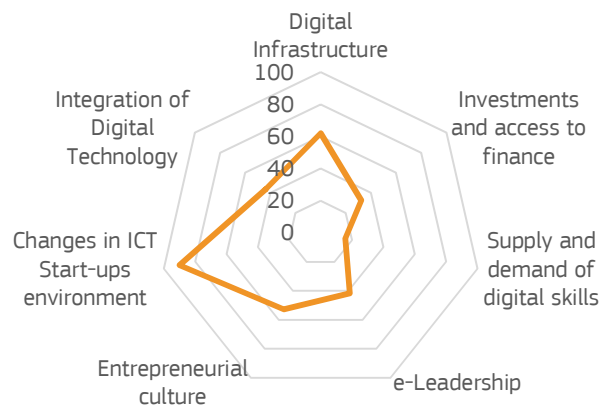 Digital
Infrastructure
100
80
60
40
20
0
Investments
and access to
finance
Supply and
demand of
digital skills
e-Leadership
Entrepreneurial
culture
Changes in ICT
Start-ups
environment
Integration of
Digital
Technology